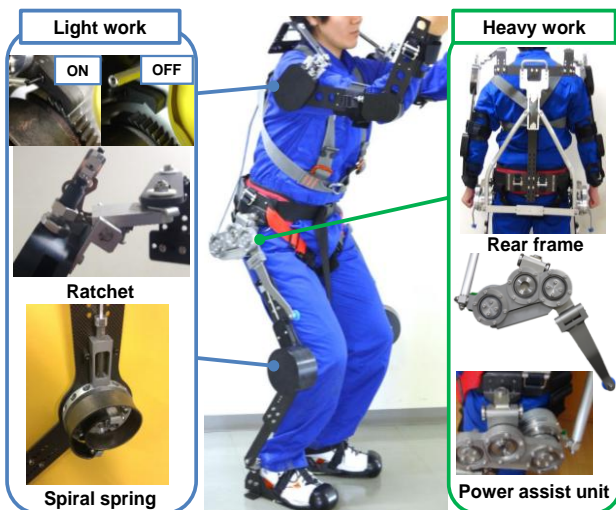 Light work
ON
OFF
Ratchet
Spiral spring
Heavy work
Rear frame
Power assist unit